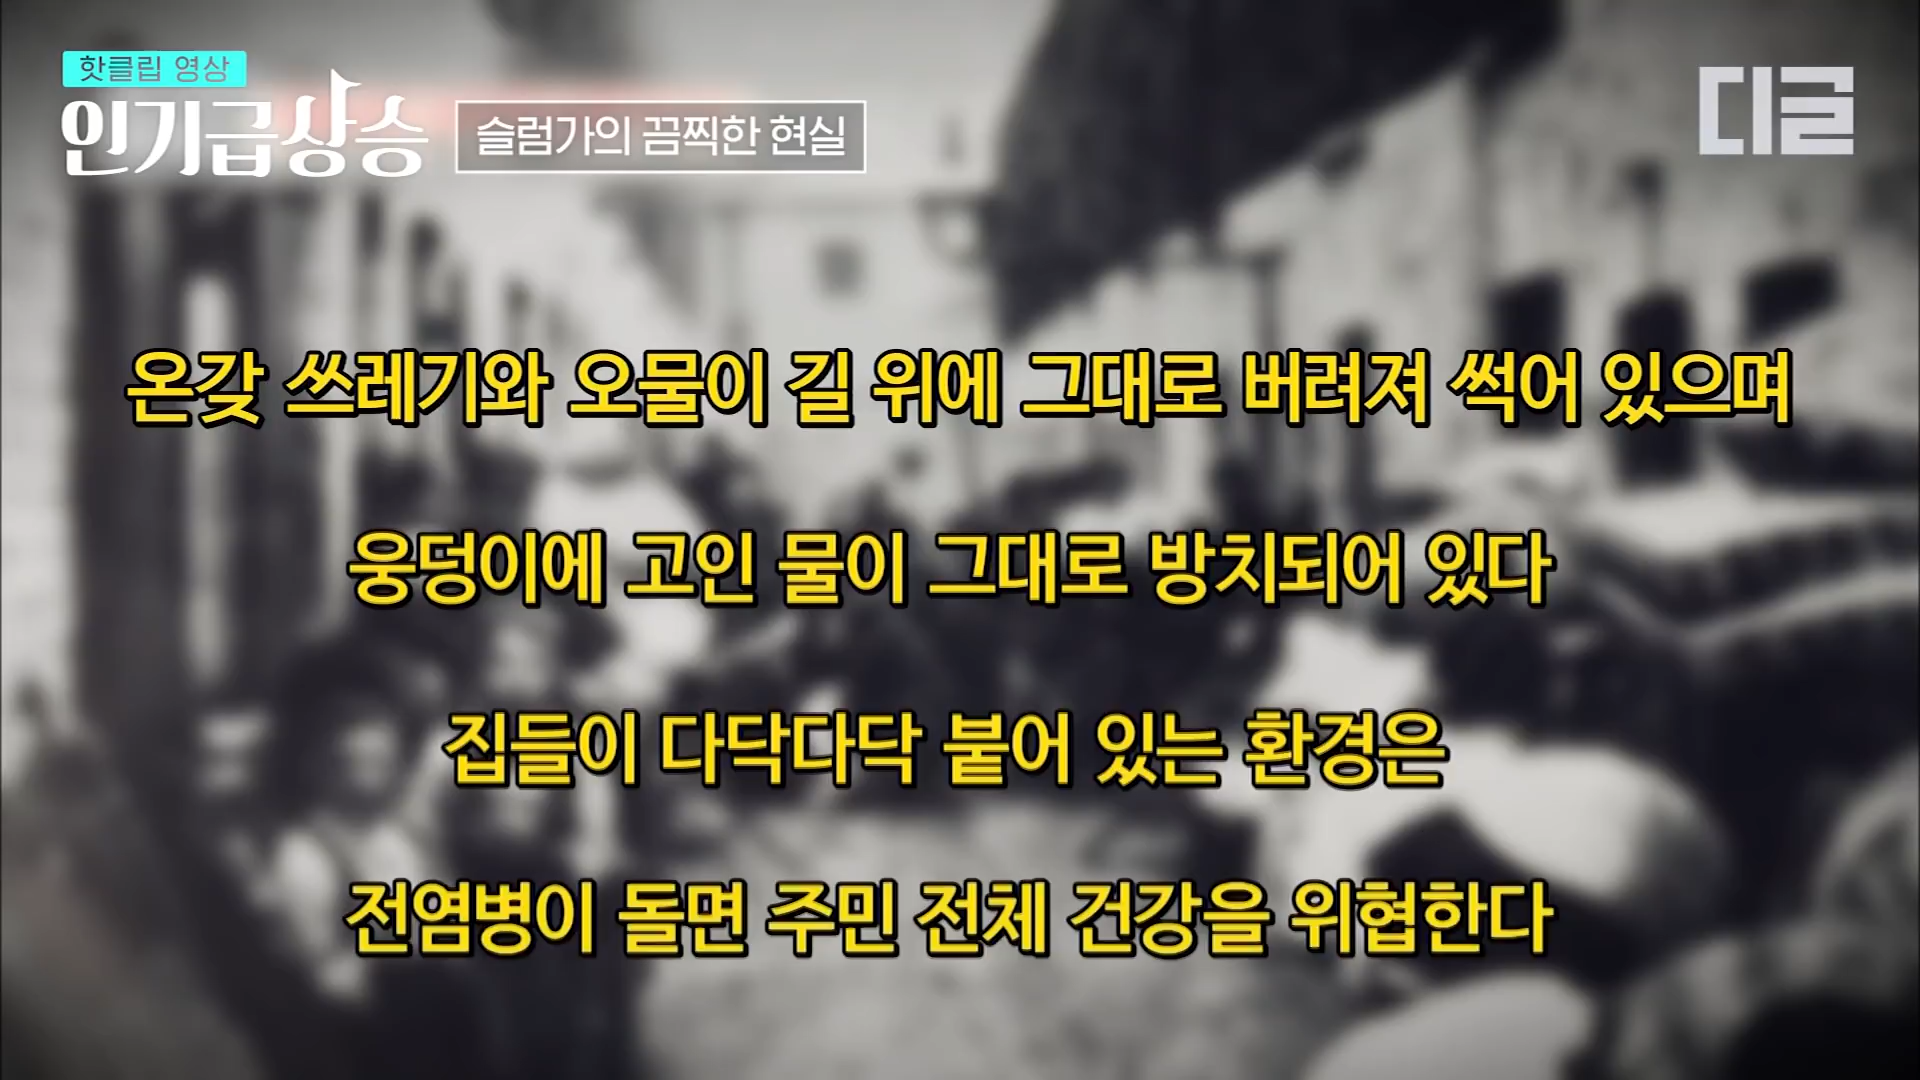 핫클립 영상
인기급상승
슬럼가의 끔찍한 현실
디글
온갖 쓰레기와 오물이 길 위에 그대로 버려져 썩어 있으며
웅덩이에 고인 물이 그대로 방치되어 있다
집들이 다닥다닥 붙어 있는 환경은
전염병이 돌면 주민 전체 건강을 위협한다